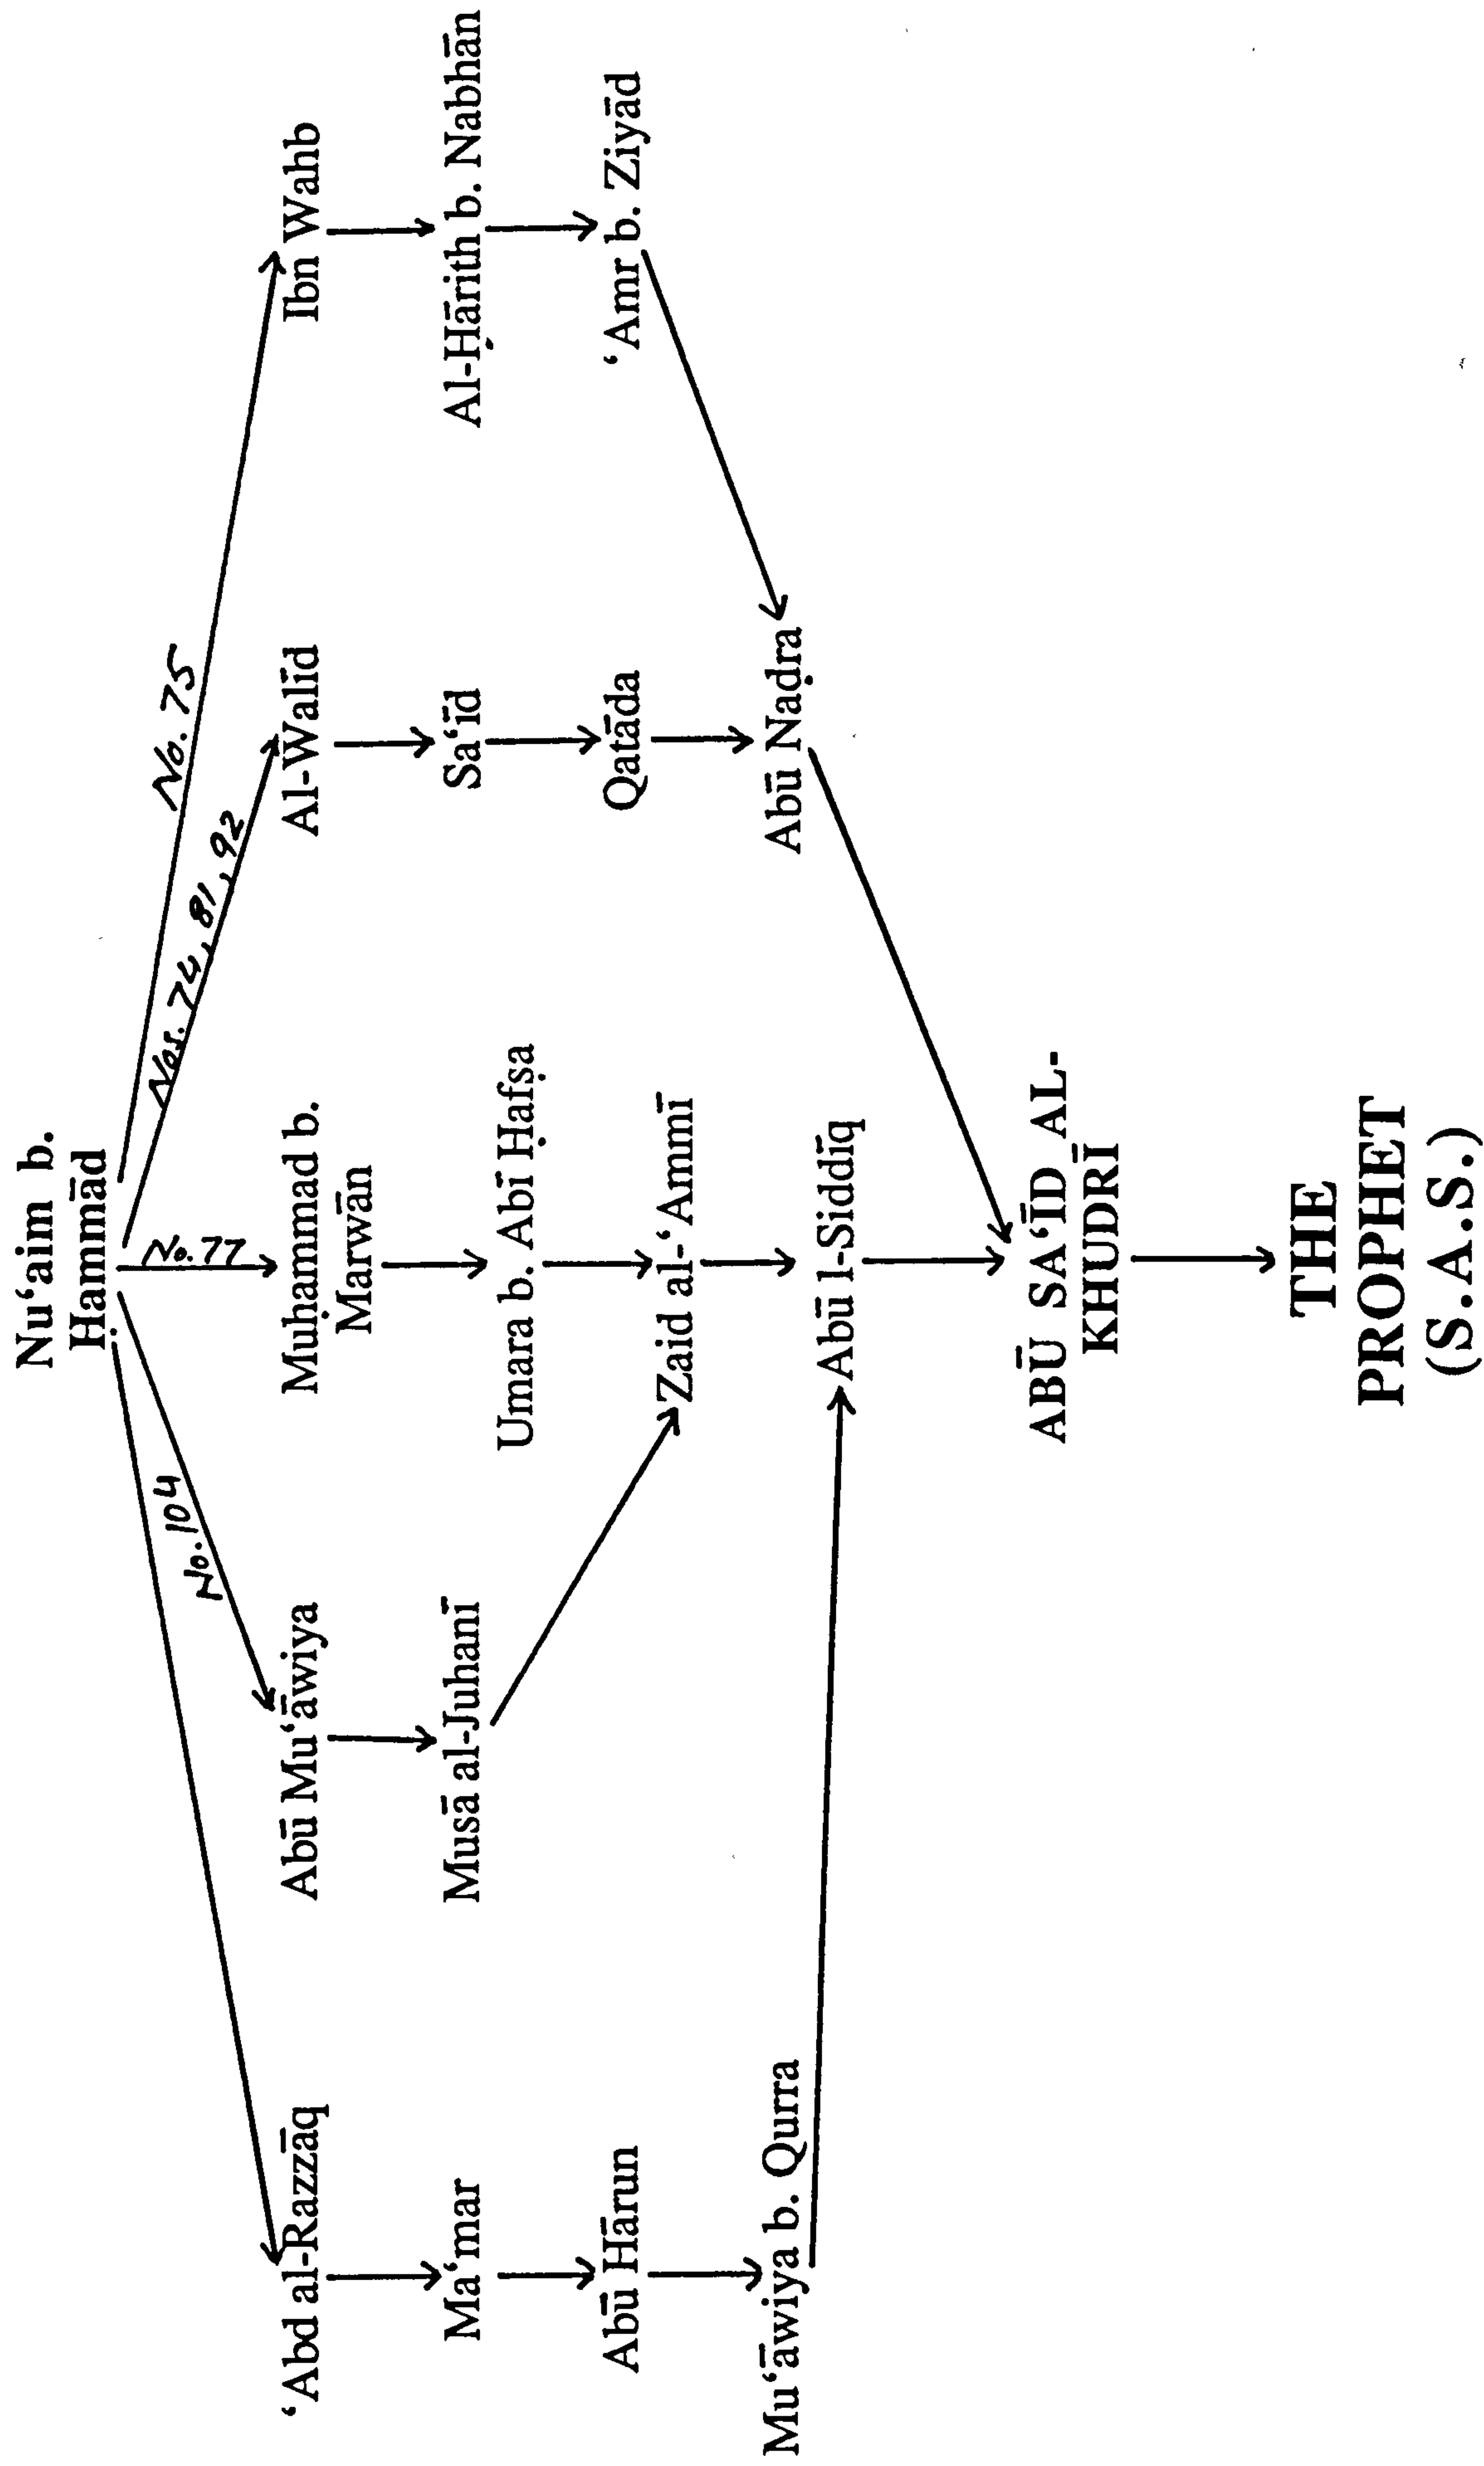 Nu‘aim b.
Ḥammād
No. 104
No. 77
Nos. 74, 81, 92
No. 75
‘Abd al-Razzāq
Abū Mu‘āwiya
Muḥammad b.
Marwān
Al-Walīd
Ibn Wahb
Ma‘mar
Musā al-Juhanī
Umara b. Abī Ḥafṣa
Sa‘īd
Al-Ḥārith b. Nabhān
Abū Hārun
Zaid al-‘Ammī
Qatāda
‘Amr b. Ziyād
Mu‘āwiya b. Qurra
Abū l-Siddīq
Abū Naḍra
ABŪ SA‘ĪD AL-
KHUDRĪ
THE
PROPHET
(S.A.S.)